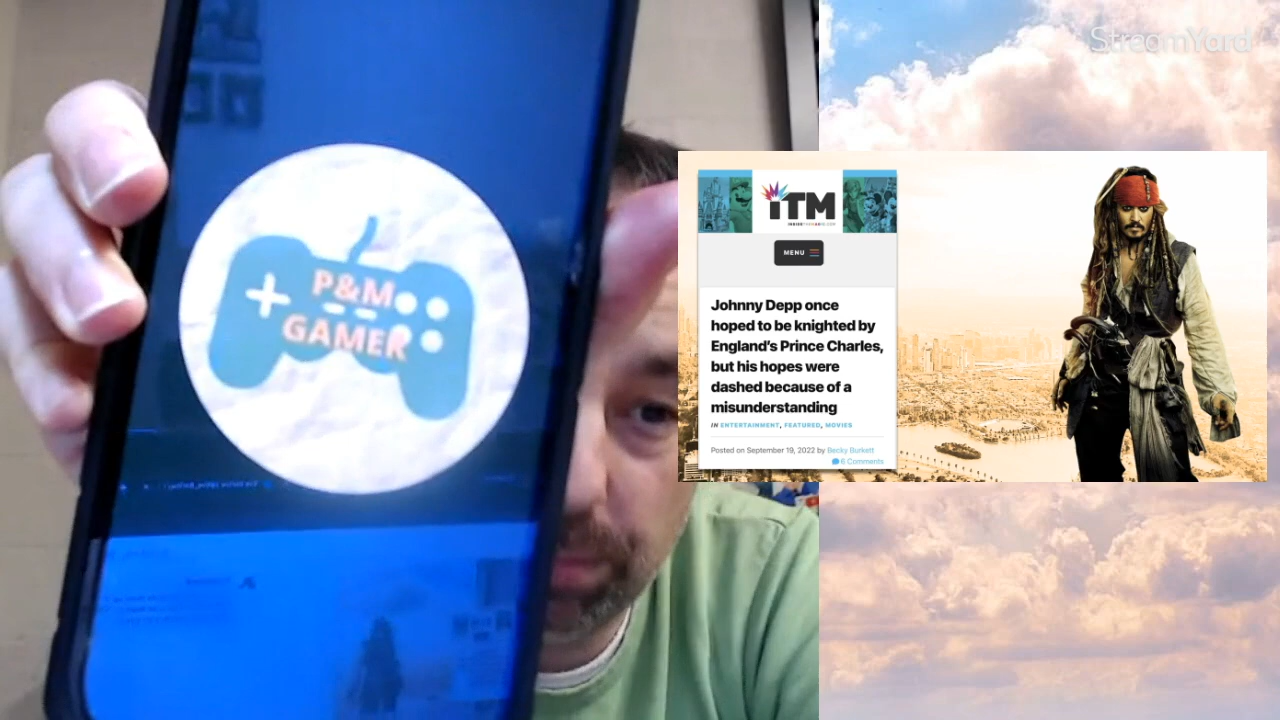 P&M
GAMER
StreamYard
iTM
MENU
Johnny Depp once
hoped to be knighted by
England's Prince Charles,
but his hopes were
dashed because of a
misunderstanding
IN ENTERTAINMENT, FEATURED, MOVIES
Posted on September 19, 2022 by Becky Burkett
6 Comments